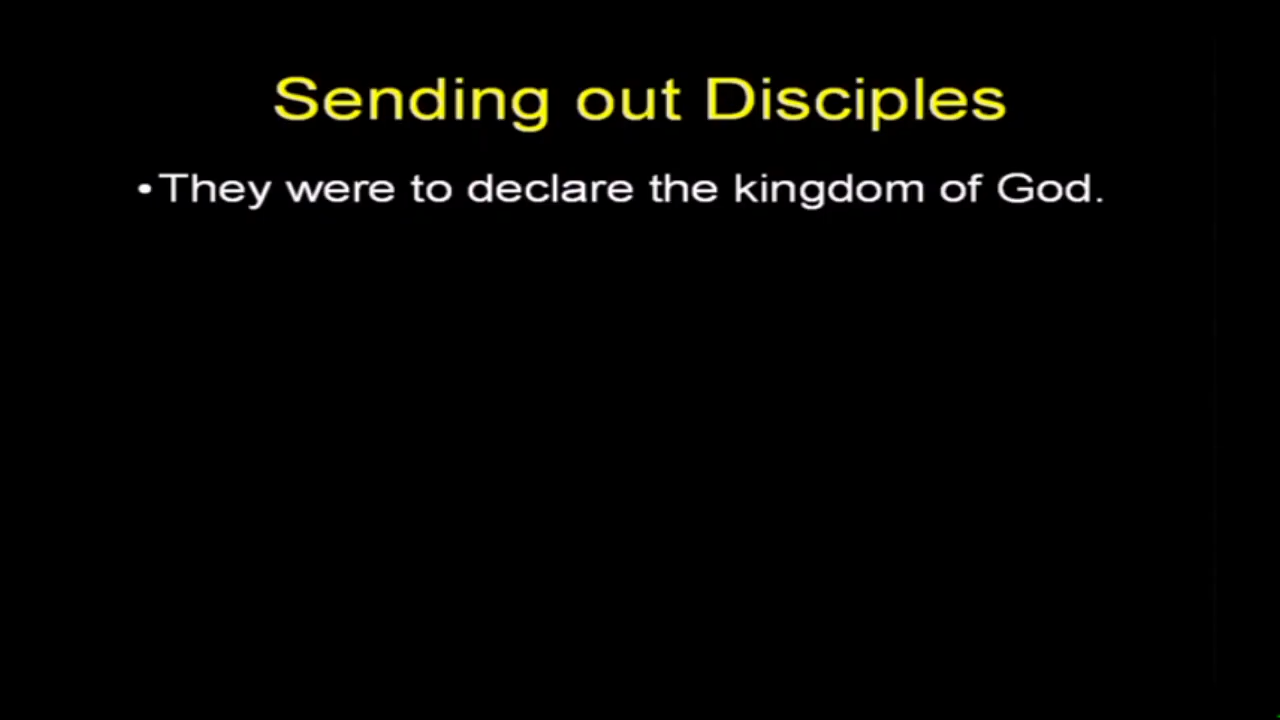 Sending out Disciples
•They were to declare the kingdom of God.